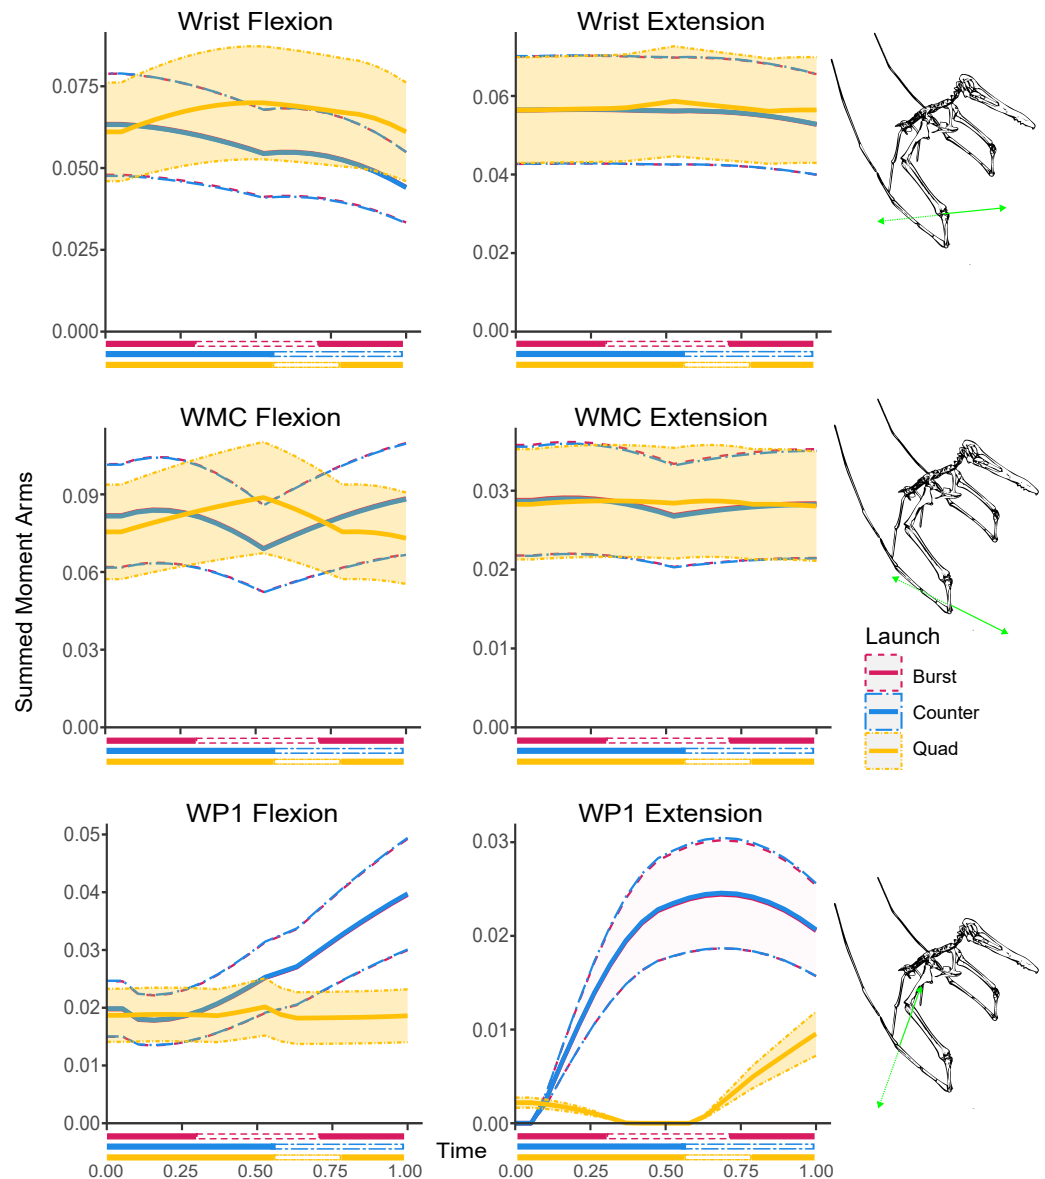 Wrist Flexion
Wrist Extension
0.075
0.050
0.025
0.000
0.06
0.04
0.02
0.00
WMC Flexion
WMC Extension
0.09
0.06
0.03
0.00
0.03
0.02
0.01
0.00
Summed Moment Arms
Launch
Burst
Counter
Quad
WP1 Flexion
WP1 Extension
0.05
0.04
0.03
0.02
0.01
0.00
0.03
0.02
0.01
0.00
Time
0.00 0.25 0.50 0.75 1.00
0.00 0.25 0.50 0.75 1.00